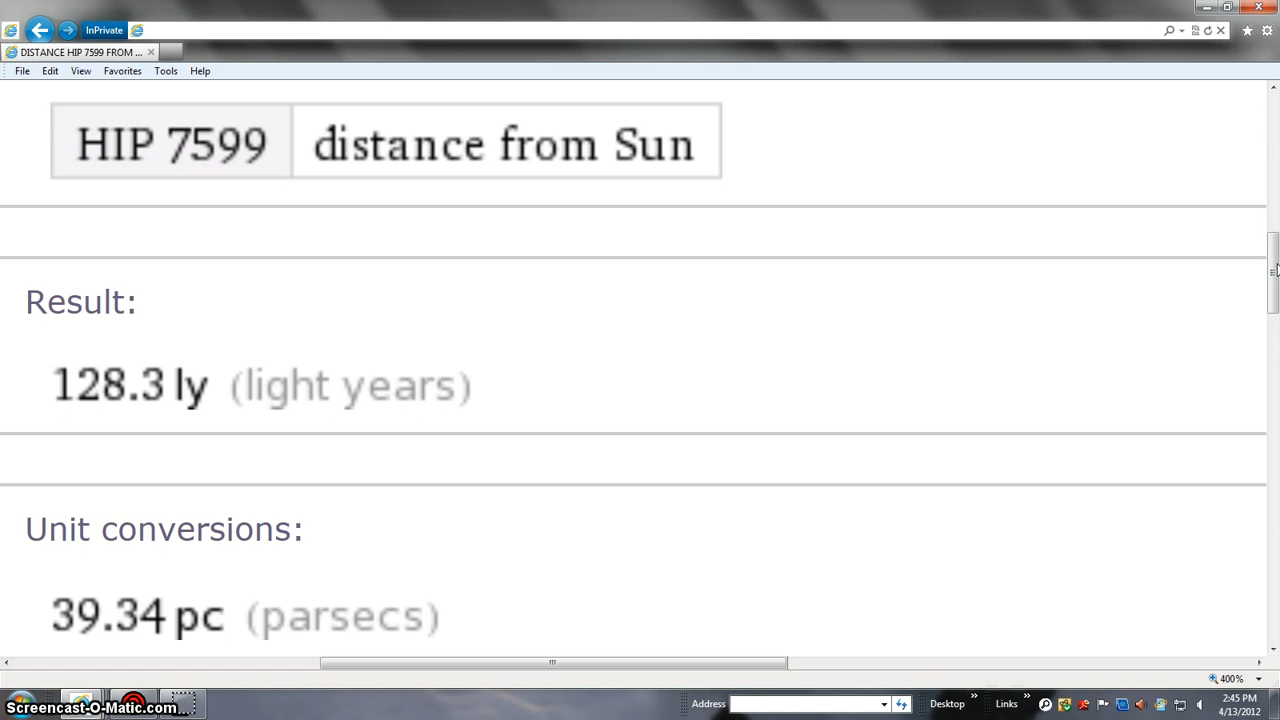 InPrivate
DISTANCE HIP 7599 FROM ...
File Edit View Favorites Tools Help
HIP 7599 distance from Sun
Result:
128.3 ly (light years)
Unit conversions:
39.34 pc (parsecs)
400%
Screencast-O-Matic.com
Address
Desktop
Links
2:45 PM
4/13/2012